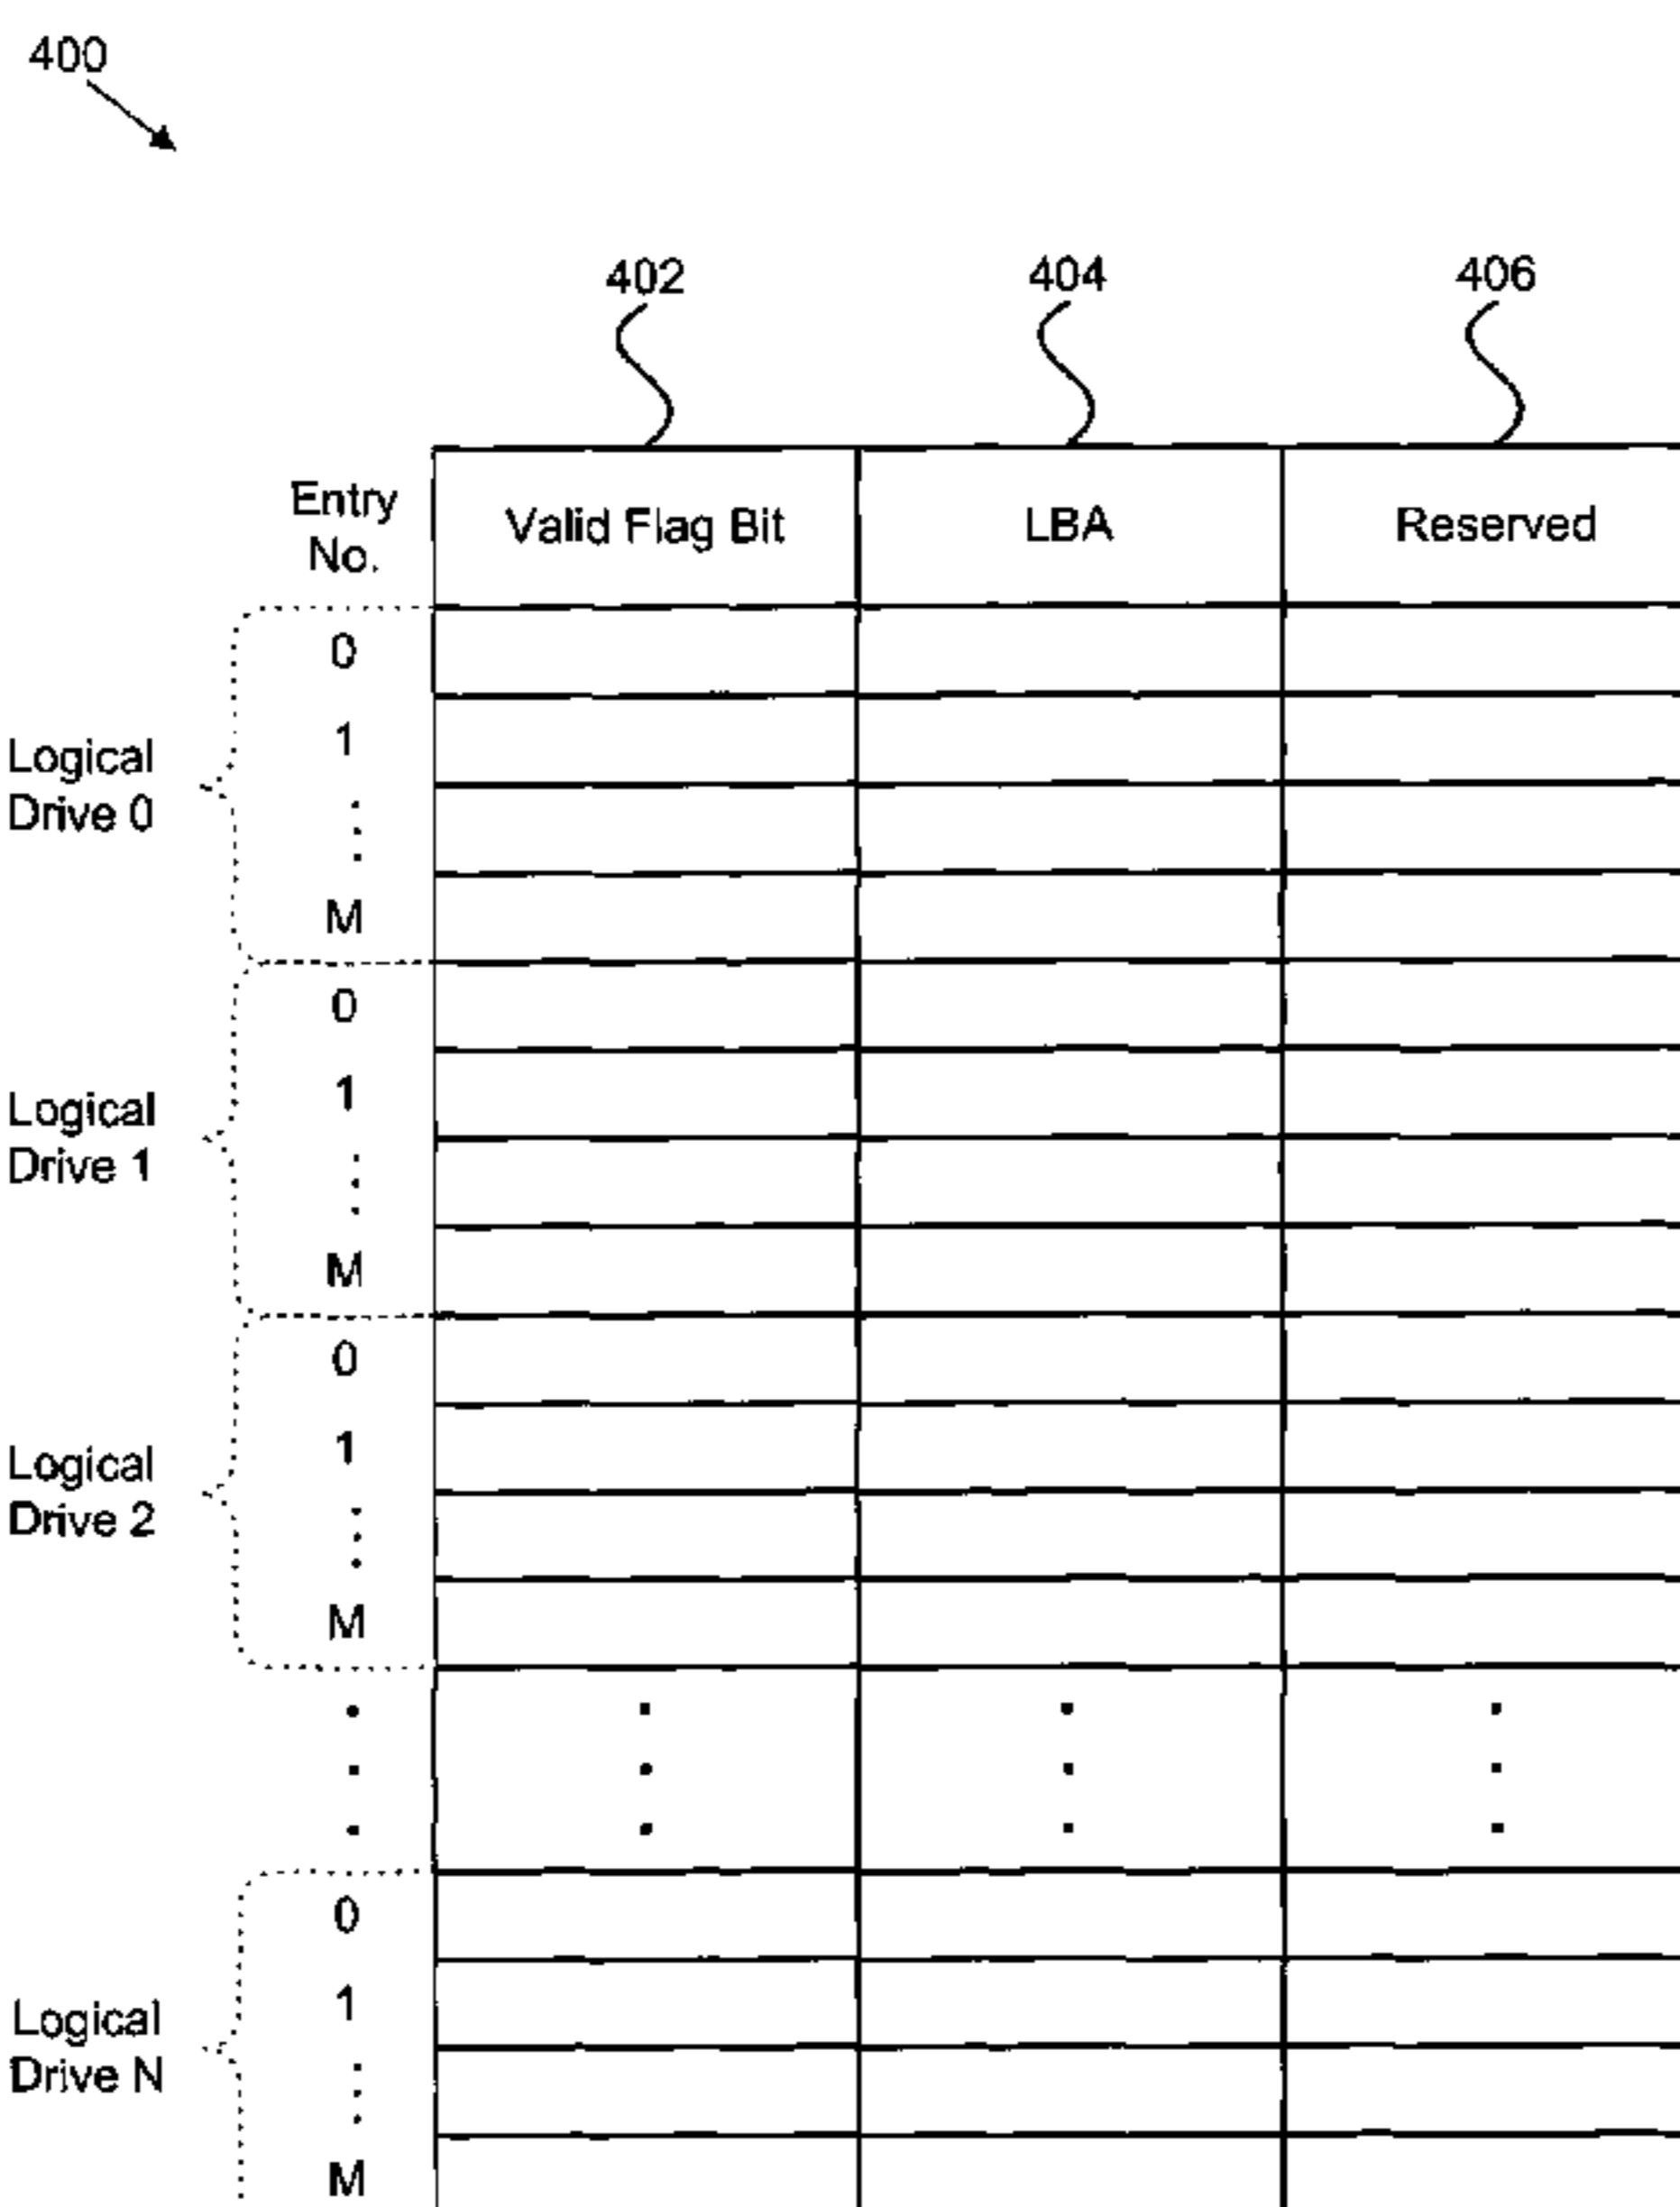 400
402 404 406
Entry No. Valid Flag Bit LBA Reserved
Logical Drive 0
0
1
M
Logical Drive 1
0
1
M
Logical Drive 2
0
1
M
Logical Drive N
0
1
M